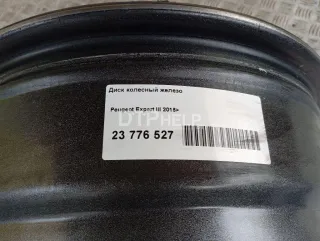 Диск колесный железо
Peugeot Expert III 2016>
DTPHELP
23 776 527